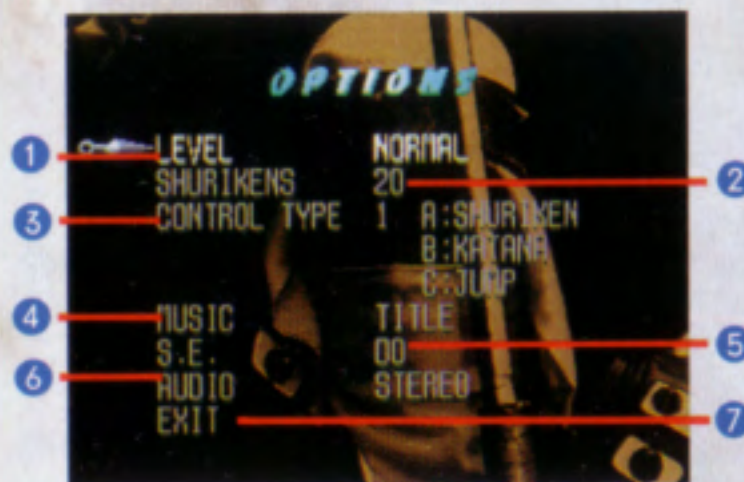 OPTIONS
1 LEVEL NORMAL
SHURIKENS 20 2
3 CONTROL TYPE 1 A:SHURIKEN
B:KATANA
C:JUMP
4 MUSIC TITLE
S.E. 00 5
6 AUDIO STEREO
EXIT 7